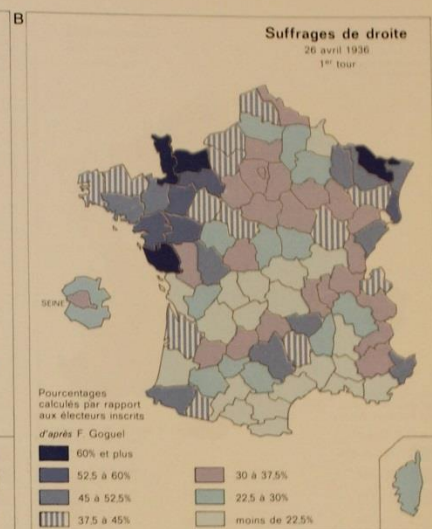 B
Suffrages de droite
26 avril 1936
1er tour
SEINE
Pourcentages
calculés par rapport
aux électeurs inscrits
d'après F. Goguel
60% et plus
52,5 à 60%
45 à 52,5%
37,5 à 45%
30 à 37,5%
22,5 à 30%
moins de 22,5%